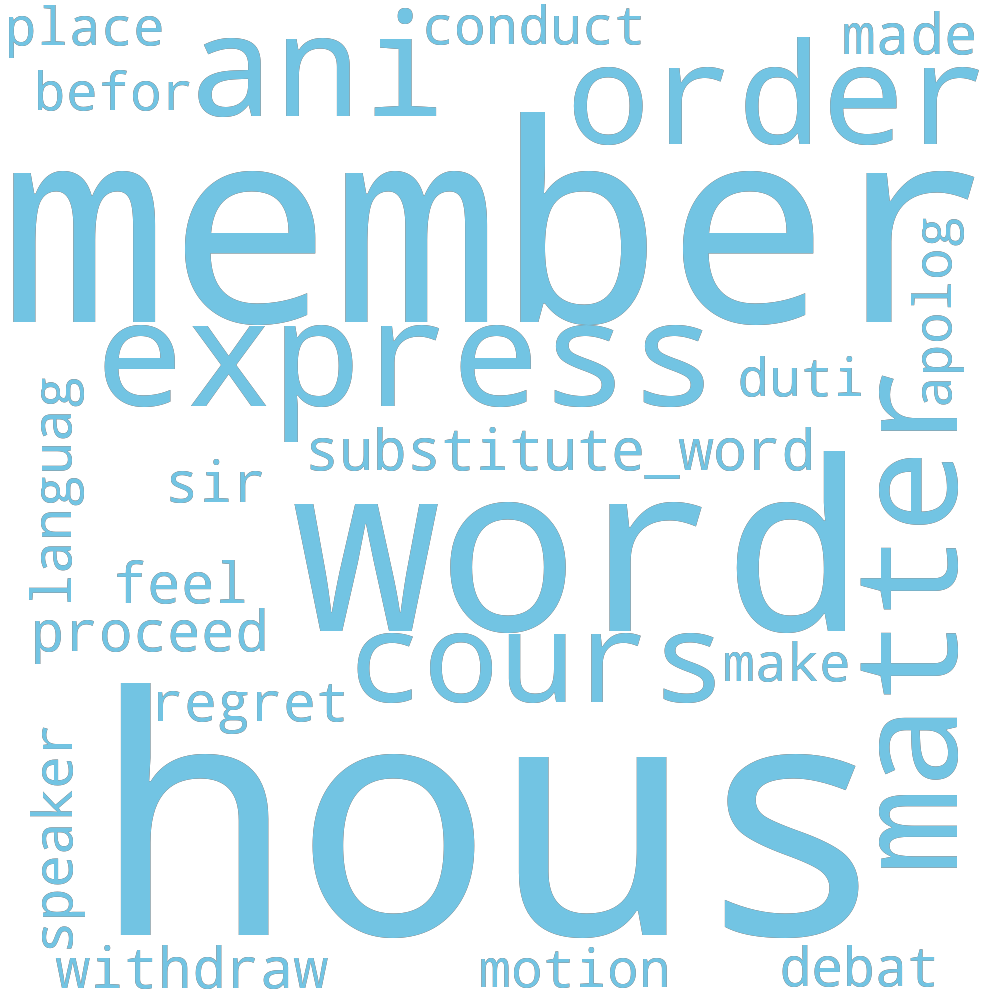 place
conduct
made
befor
ani
order
member
apolog
express
duti
matter
languag
substitute_word
sir
word
feel
proceed
cours
make
regret
hous
speaker
withdraw
motion
debat